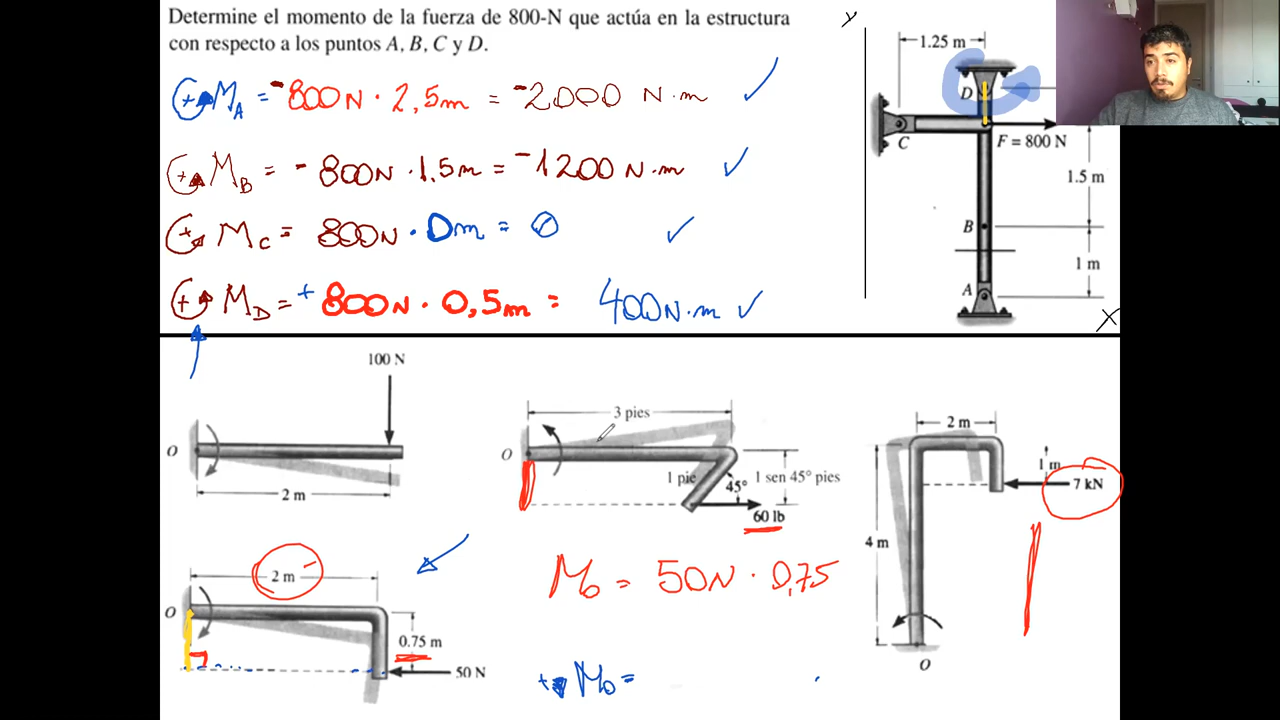 Determine el momento de la fuerza de 800-N que actúa en la estructura
con respecto a los puntos A, B, C y D.
+ M_A = -800N · 2,5m = -2000 N·m
+ M_B = -800N · 1,5m = -1200 N·m
+ M_C = 800N · 0m = 0
+ M_D = +800N · 0,5m = 400N·m
y
1.25 m
D
C
F = 800 N
1.5 m
B
1 m
A
X
100 N
O
2 m
3 pies
O
1 pie
45°
1 sen 45° pies
60 lb
2 m
1 m
7 kN
4 m
O
2 m
O
0.75 m
50 N
M_O = 50N · 0,75
+ M_O =